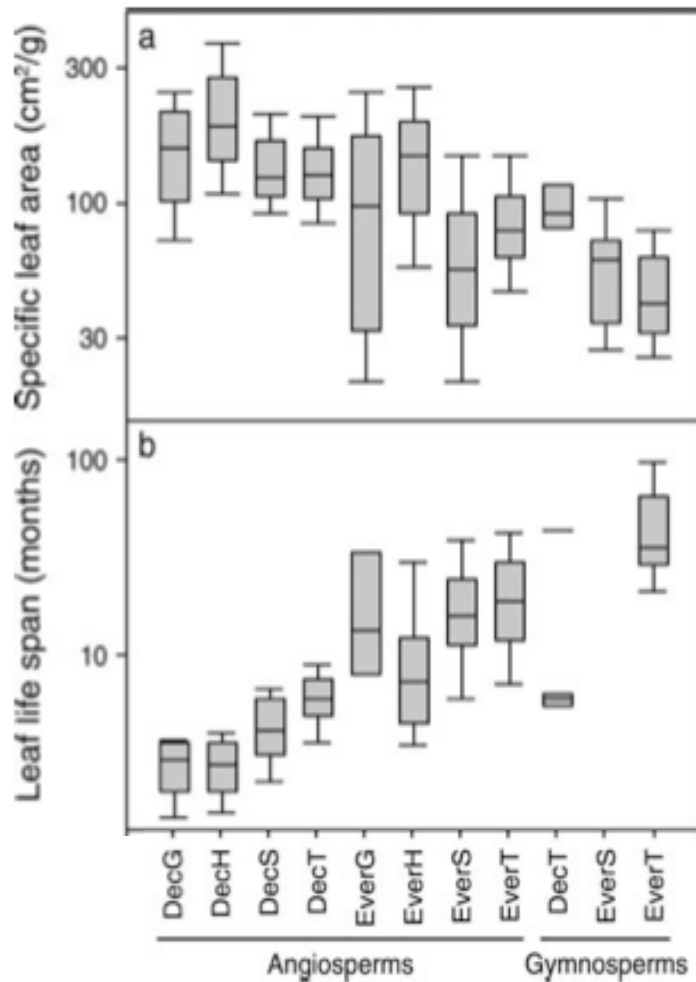 a
Specific leaf area (cm²/g)
300
100
30
b
Leaf life span (months)
100
10
DecG
DecH
DecS
DecT
EverG
EverH
EverS
EverT
DecT
EverS
EverT
Angiosperms
Gymnosperms